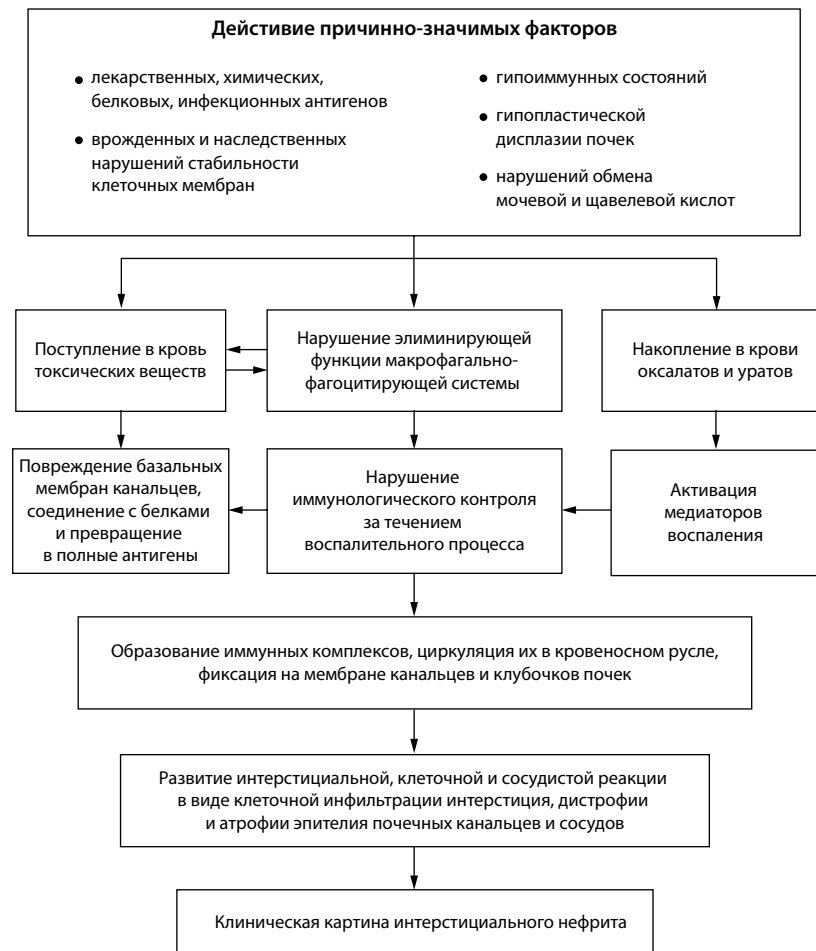 Дейстивие причинно-значимых факторов
● лекарственных, химических,
белковых, инфекционных антигенов
● врожденных и наследственных
нарушений стабильности
клеточных мембран
● гипоиммунных состояний
● гипопластической
дисплазии почек
● нарушений обмена
мочевой и щавелевой кислот
Поступление в кровь
токсических веществ
Нарушение элиминирующей
функции макрофагально-
фагоцитирующей системы
Накопление в крови
оксалатов и уратов
Повреждение базальных
мембран канальцев,
соединение с белками
и превращение
в полные антигены
Нарушение
иммунологического контроля
за течением
воспалительного процесса
Активация
медиаторов
воспаления
Образование иммунных комплексов, циркуляция их в кровеносном русле,
фиксация на мембране канальцев и клубочков почек
Развитие интерстициальной, клеточной и сосудистой реакции
в виде клеточной инфильтрации интерстиция, дистрофии
и атрофии эпителия почечных канальцев и сосудов
Клиническая картина интерстициального нефрита